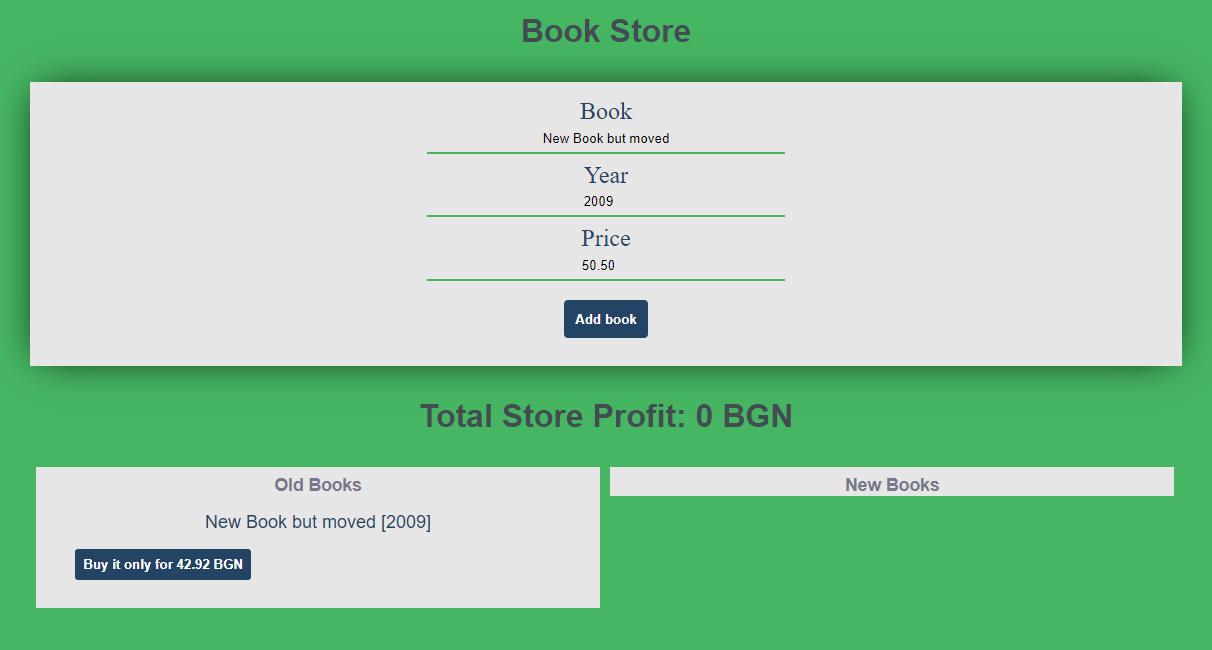 Book Store
Book
New Book but moved
Year
2009
Price
50.50
Add book
Total Store Profit: 0 BGN
Old Books
New Book but moved [2009]
Buy it only for 42.92 BGN
New Books